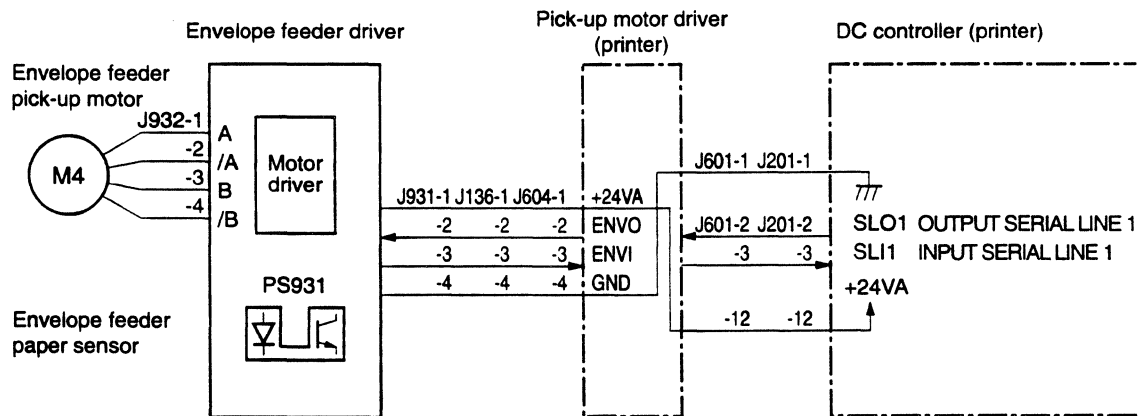 Envelope feeder driver
Pick-up motor driver
(printer)
DC controller (printer)
Envelope feeder
pick-up motor
J932-1
-2
-3
-4
M4
A
/A
B
/B
Motor
driver
J931-1 J136-1 J604-1 +24VA
-2 -2 -2 ENVO
-3 -3 -3 ENVI
-4 -4 -4 GND
J601-1 J201-1
J601-2 J201-2 SLO1 OUTPUT SERIAL LINE 1
-3 -3 SLI1 INPUT SERIAL LINE 1
+24VA
-12 -12
PS931
Envelope feeder
paper sensor